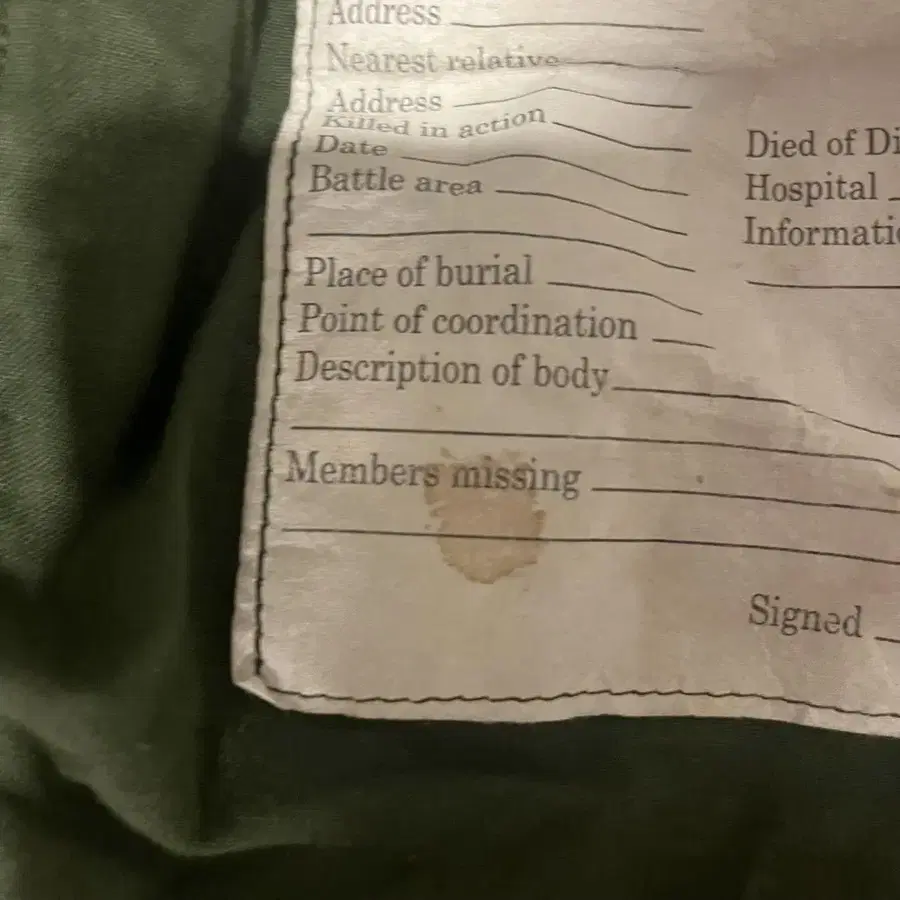 Address
Nearest relative
Address
Killed in action
Date
Battle area
Place of burial
Point of coordination
Description of body
Members missing
Died of Di
Hospital
Informati
Signed